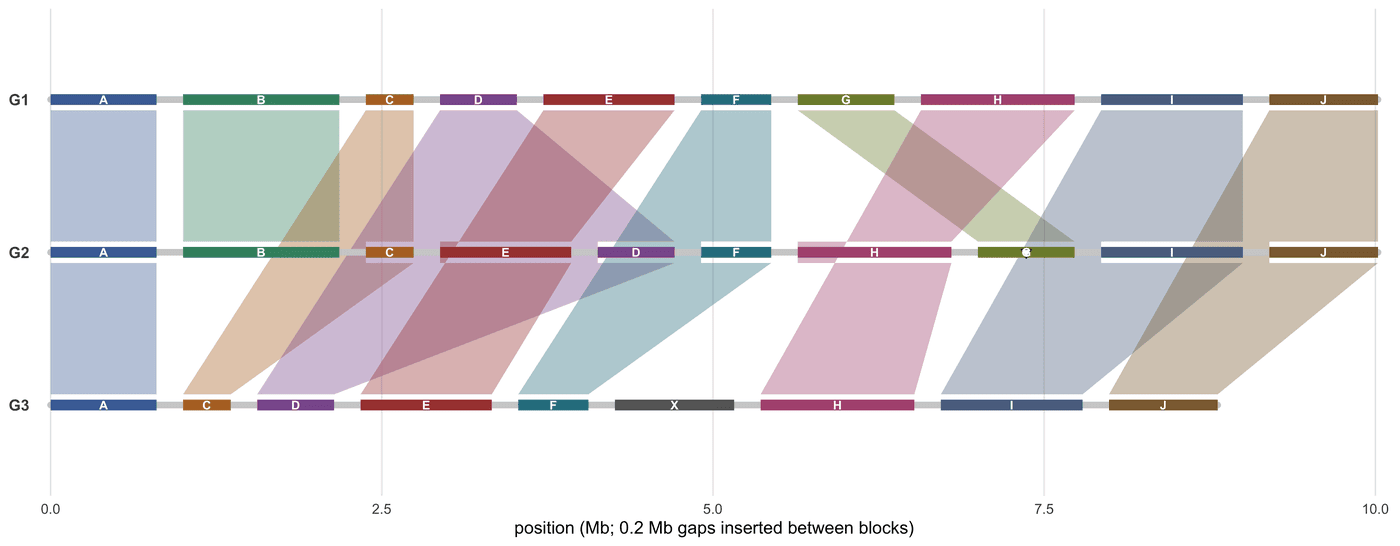 G1 A B C D E F G H I J
G2 A B C E D F H G I J
G3 A C D E F X H I J
0.0 2.5 5.0 7.5 10.0
position (Mb; 0.2 Mb gaps inserted between blocks)